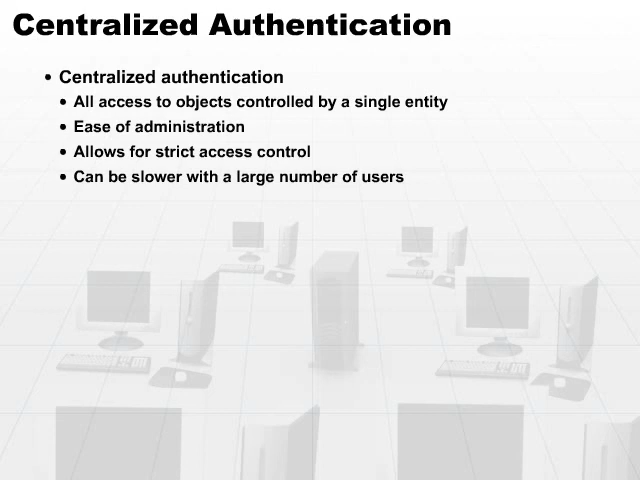 Centralized Authentication
• Centralized authentication
• All access to objects controlled by a single entity
• Ease of administration
• Allows for strict access control
• Can be slower with a large number of users